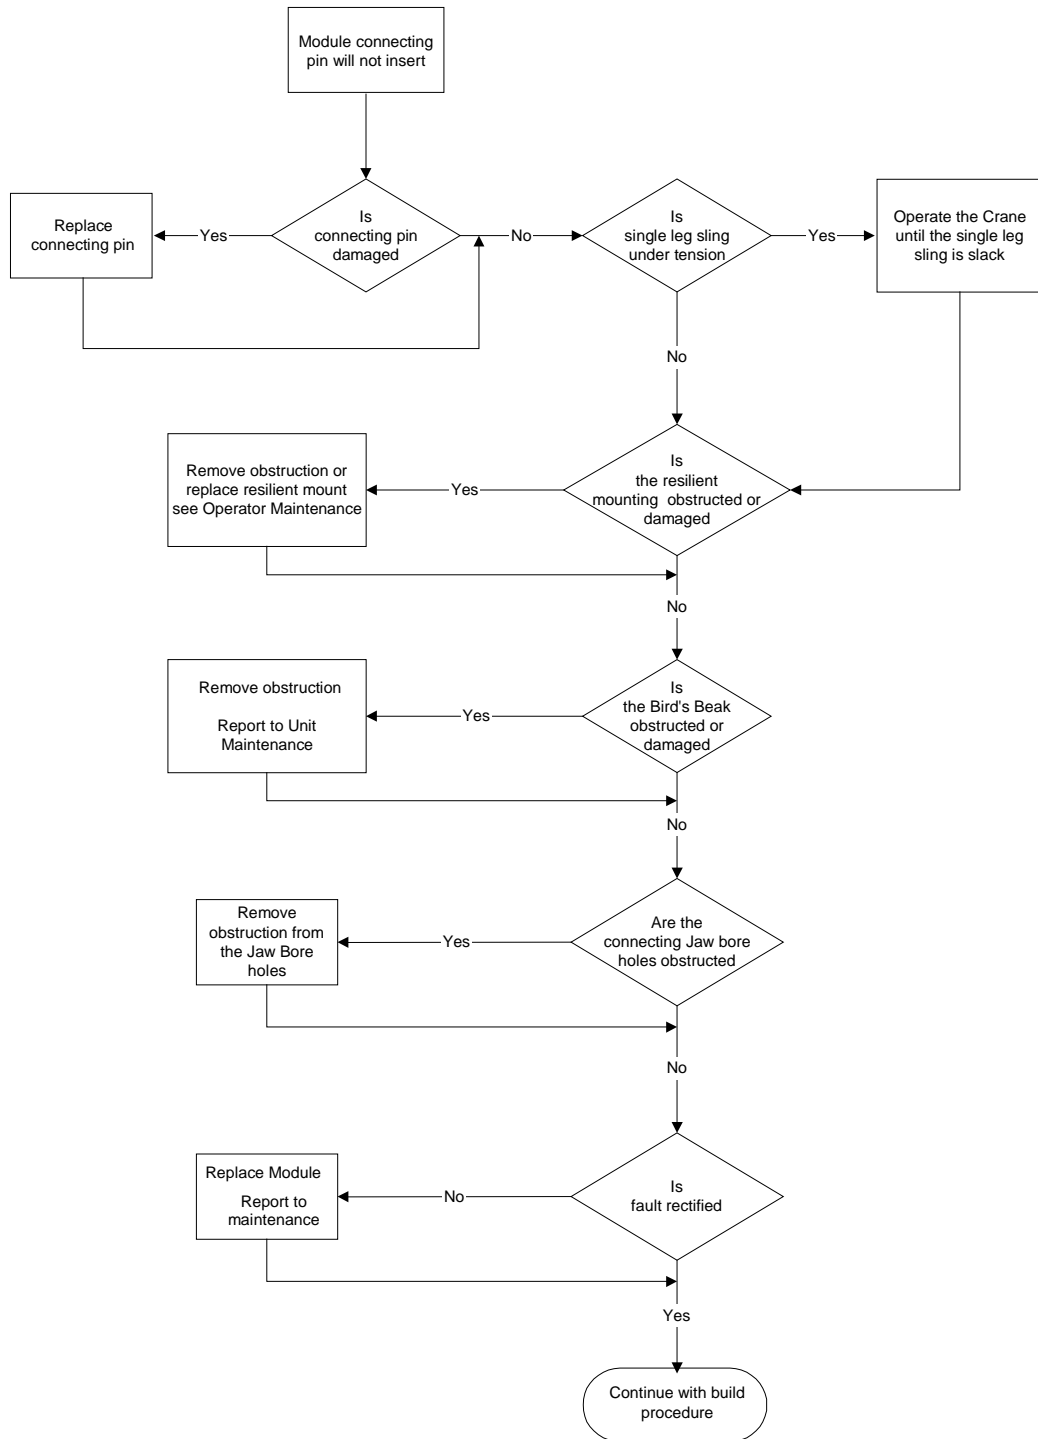 Module connecting
pin will not insert
Replace
connecting pin
Yes
Is
connecting pin
damaged
No
Is
single leg sling
under tension
Yes
Operate the Crane
until the single leg
sling is slack
No
Remove obstruction or
replace resilient mount
see Operator Maintenance
Yes
Is
the resilient
mounting obstructed or
damaged
No
Remove obstruction
Report to Unit
Maintenance
Yes
Is
the Bird's Beak
obstructed or
damaged
No
Remove
obstruction from
the Jaw Bore
holes
Yes
Are the
connecting Jaw bore
holes obstructed
No
Replace Module
Report to
maintenance
No
Is
fault rectified
Yes
Continue with build
procedure